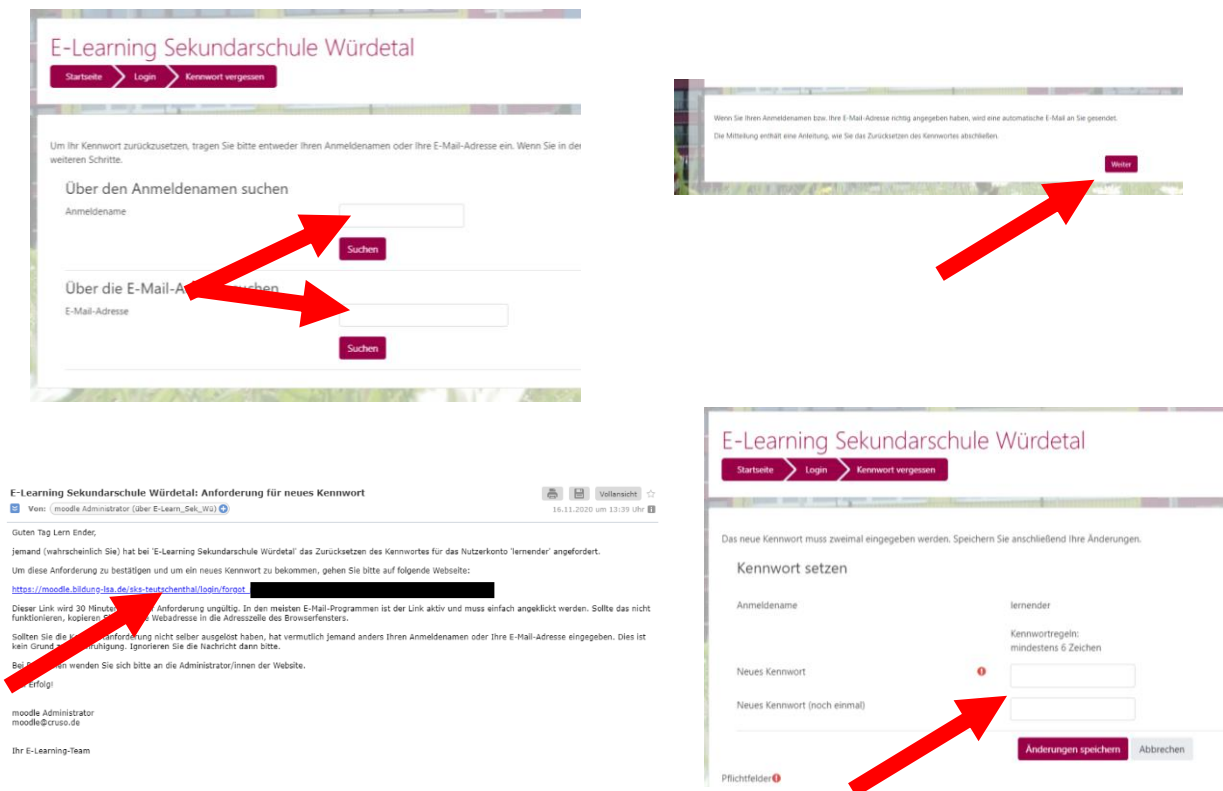 E-Learning Sekundarschule Würdetal
Startseite Login Kennwort vergessen
Um Ihr Kennwort zurückzusetzen, tragen Sie bitte entweder Ihren Anmeldenamen oder Ihre E-Mail-Adresse ein. Wenn Sie in der
weiteren Schritte.
Über den Anmeldenamen suchen
Anmeldename
Suchen
Über die E-Mail-A
E-Mail-Adresse
Suchen
Wenn Sie Ihren Anmeldenamen bzw. Ihre E-Mail-Adresse richtig angegeben haben, wird eine automatische E-Mail an Sie gesendet.
Die Mitteilung enthält eine Anleitung, wie Sie das Zurücksetzen des Kennwortes abschließen.
Weiter
E-Learning Sekundarschule Würdetal: Anforderung für neues Kennwort
Vollansicht
Von: moodle Administrator (über E-Learn_Sek_Wü)
16.11.2020 um 13:39 Uhr
Guten Tag Lern Ender,
jemand (wahrscheinlich Sie) hat bei 'E-Learning Sekundarschule Würdetal' das Zurücksetzen des Kennwortes für das Nutzerkonto 'lernender' angefordert.
Um diese Anforderung zu bestätigen und um ein neues Kennwort zu bekommen, gehen Sie bitte auf folgende Webseite:
https://moodle.bildung-lsa.de/sks-teutschenthal/login/forgot_
Dieser Link wird 30 Minuten Anforderung ungültig. In den meisten E-Mail-Programmen ist der Link aktiv und muss einfach angeklickt werden. Sollte das nicht
funktionieren, kopieren Webadresse in die Adresszeile des Browserfensters.
Sollten Sie die anforderung nicht selber ausgelöst haben, hat vermutlich jemand anders Ihren Anmeldenamen oder Ihre E-Mail-Adresse eingegeben. Dies ist
kein Grund Ignorieren Sie die Nachricht dann bitte.
Bei wenden Sie sich bitte an die Administrator/innen der Website.
Erfolg!
moodle Administrator
moodle@cruso.de
Ihr E-Learning-Team
E-Learning Sekundarschule Würdetal
Startseite Login Kennwort vergessen
Das neue Kennwort muss zweimal eingegeben werden. Speichern Sie anschließend Ihre Änderungen.
Kennwort setzen
Anmeldename lernender
Kennwortregeln:
mindestens 6 Zeichen
Neues Kennwort
Neues Kennwort (noch einmal)
Änderungen speichern Abbrechen
Pflichtfelder